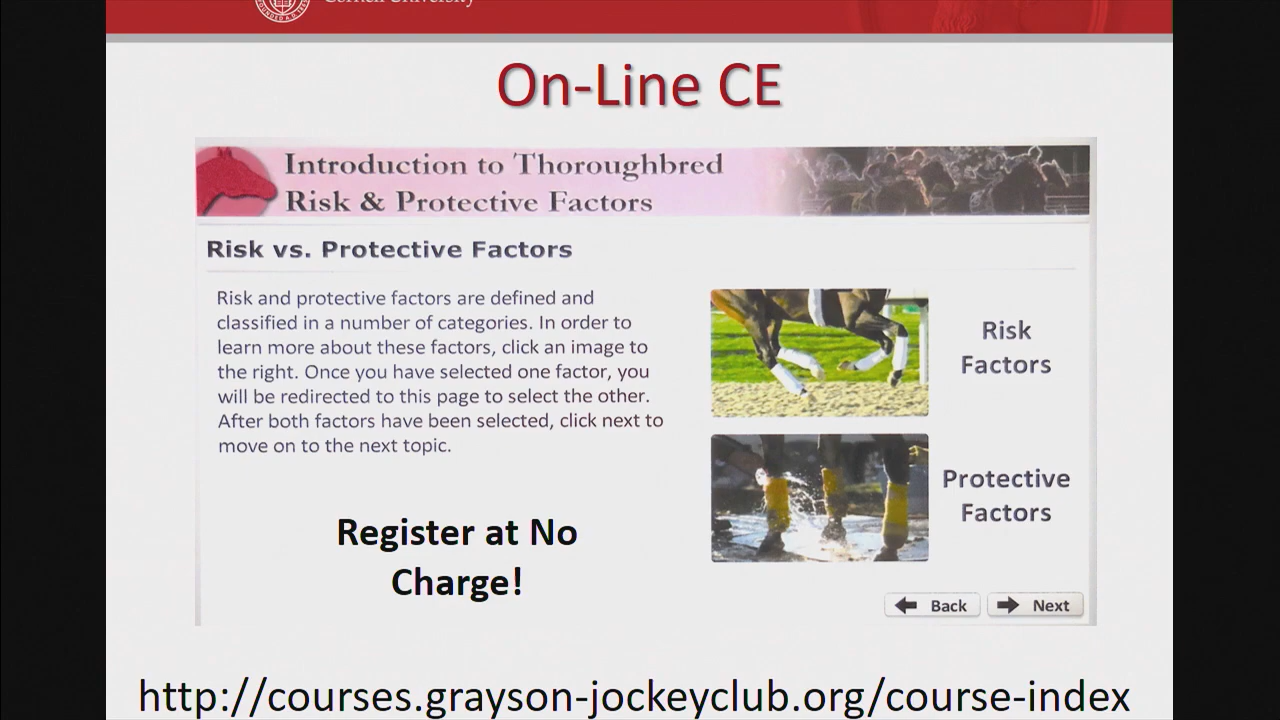 Cornell University
On-Line CE
Introduction to Thoroughbred
Risk & Protective Factors
Risk vs. Protective Factors
Risk and protective factors are defined and
classified in a number of categories. In order to
learn more about these factors, click an image to
the right. Once you have selected one factor, you
will be redirected to this page to select the other.
After both factors have been selected, click next to
move on to the next topic.
Risk
Factors
Protective
Factors
Register at No
Charge!
Back
Next
http://courses.grayson-jockeyclub.org/course-index